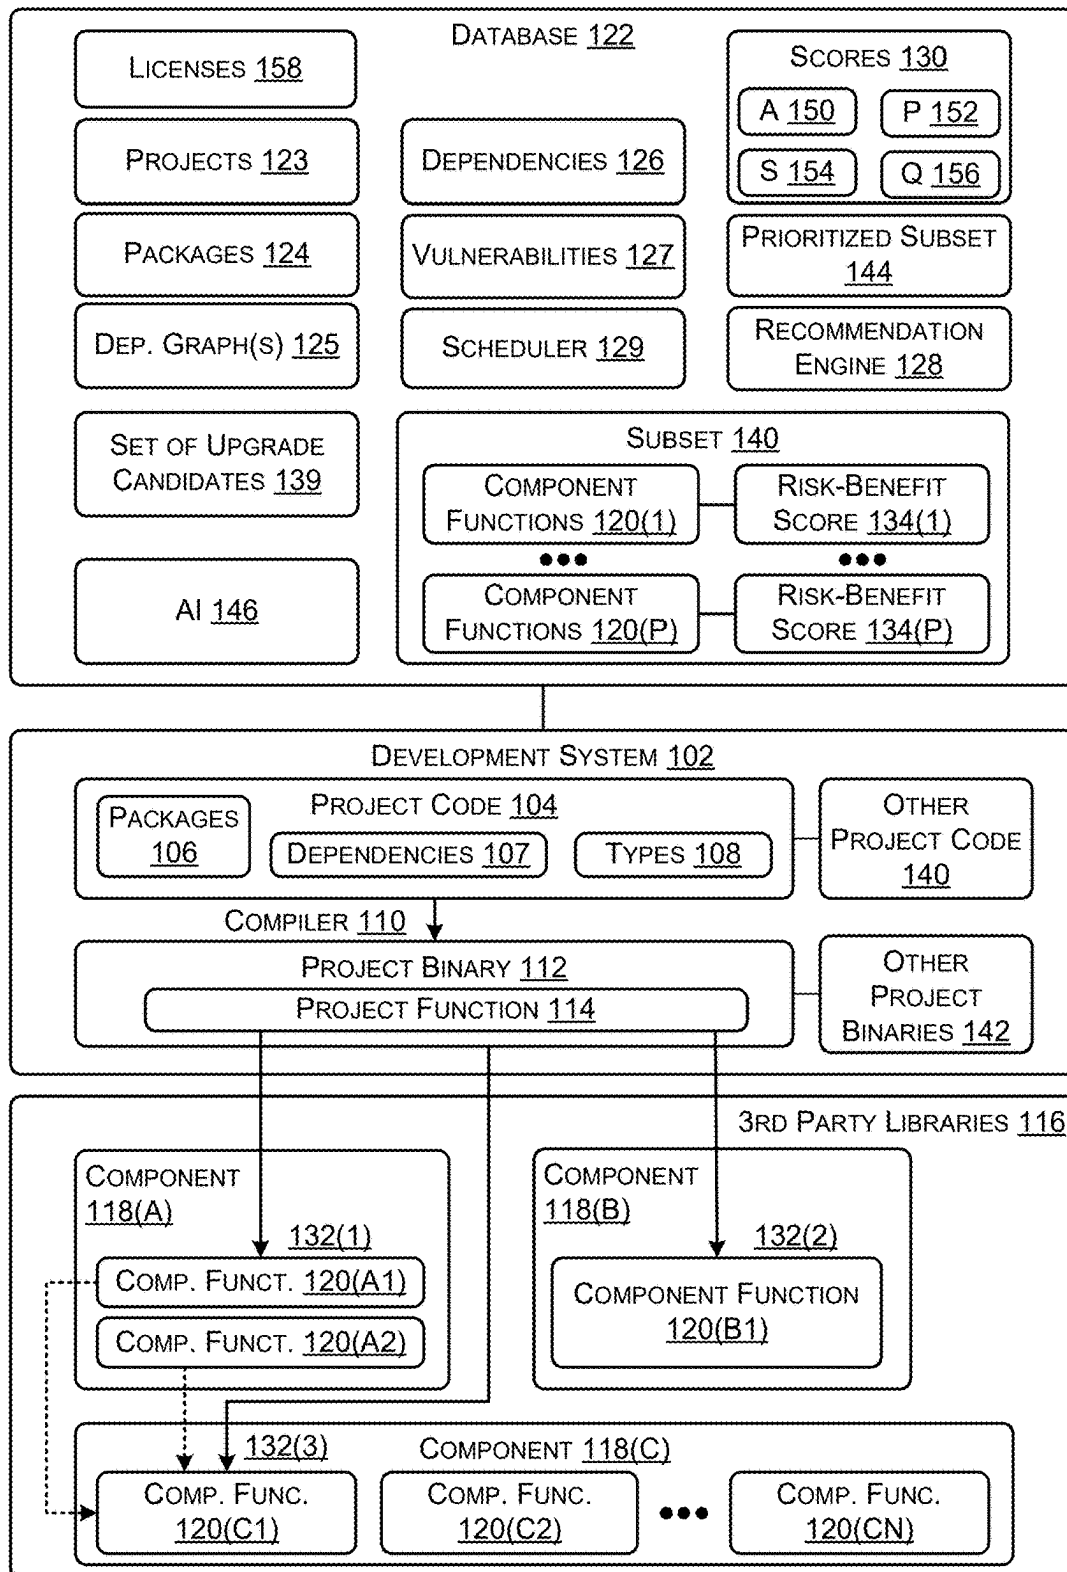 DATABASE 122
LICENSES 158
SCORES 130
A 150
P 152
S 154
Q 156
PROJECTS 123
DEPENDENCIES 126
PACKAGES 124
VULNERABILITIES 127
PRIORITIZED SUBSET
144
DEP. GRAPH(S) 125
SCHEDULER 129
RECOMMENDATION
ENGINE 128
SET OF UPGRADE
CANDIDATES 139
SUBSET 140
COMPONENT
FUNCTIONS 120(1)
RISK-BENEFIT
SCORE 134(1)
●●●
●●●
AI 146
COMPONENT
FUNCTIONS 120(P)
RISK-BENEFIT
SCORE 134(P)
DEVELOPMENT SYSTEM 102
PROJECT CODE 104
PACKAGES
106
DEPENDENCIES 107
TYPES 108
OTHER
PROJECT CODE
140
COMPILER 110
PROJECT BINARY 112
PROJECT FUNCTION 114
OTHER
PROJECT
BINARIES 142
3RD PARTY LIBRARIES 116
COMPONENT
118(A)
132(1)
COMP. FUNCT. 120(A1)
COMP. FUNCT. 120(A2)
COMPONENT
118(B)
132(2)
COMPONENT FUNCTION
120(B1)
132(3)
COMPONENT 118(C)
COMP. FUNC.
120(C1)
COMP. FUNC.
120(C2)
●●●
COMP. FUNC.
120(CN)